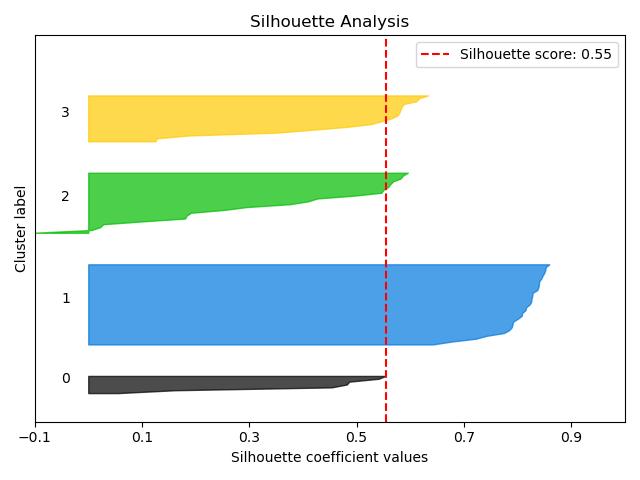 Silhouette Analysis
Silhouette score: 0.55
3
2
1
0
Cluster label
−0.1 0.1 0.3 0.5 0.7 0.9
Silhouette coefficient values